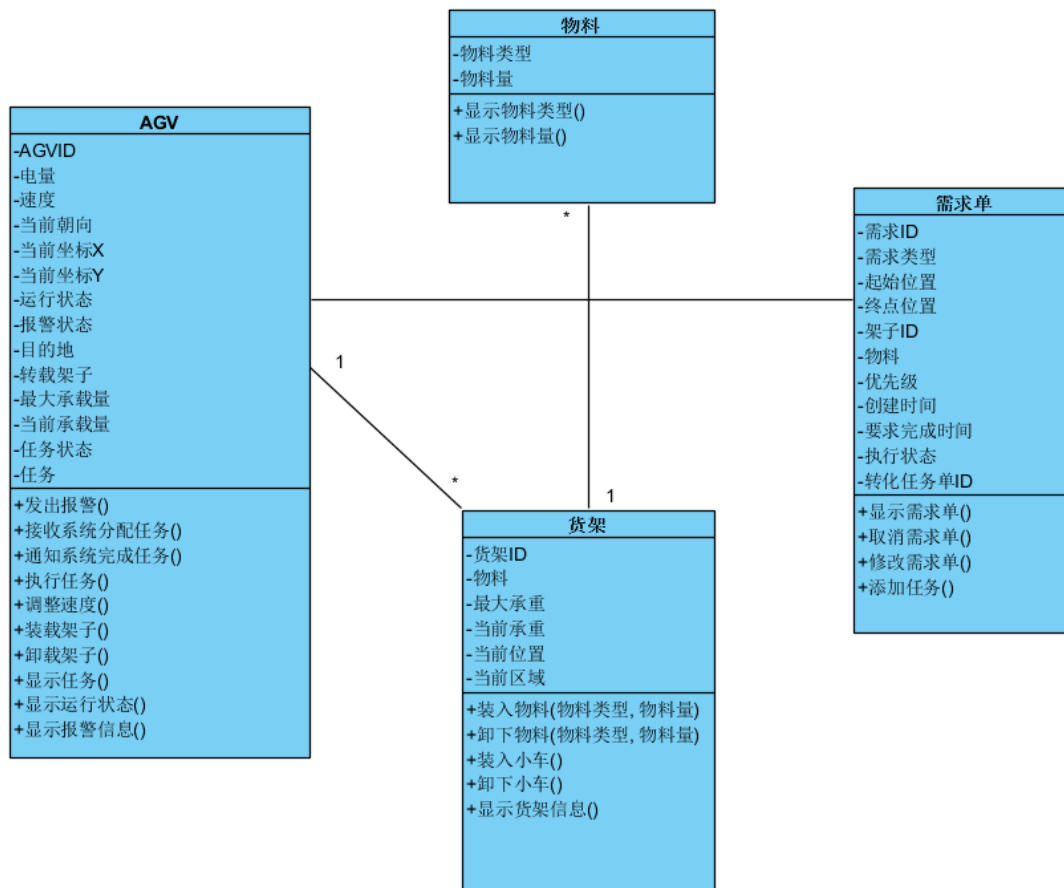 物料
-物料类型
-物料量
+显示物料类型()
+显示物料量()
*
AGV
-AGVID
-电量
-速度
-当前朝向
-当前坐标X
-当前坐标Y
-运行状态
-报警状态
-目的地
-转载架子
-最大承载量
-当前承载量
-任务状态
-任务
+发出报警()
+接收系统分配任务()
+通知系统完成任务()
+执行任务()
+调整速度()
+装载架子()
+卸载架子()
+显示任务()
+显示运行状态()
+显示报警信息()
1
*
1
需求单
-需求ID
-需求类型
-起始位置
-终点位置
-架子ID
-物料
-优先级
-创建时间
-要求完成时间
-执行状态
-转化任务单ID
+显示需求单()
+取消需求单()
+修改需求单()
+添加任务()
货架
-货架ID
-物料
-最大承重
-当前承重
-当前位置
-当前区域
+装入物料(物料类型, 物料量)
+卸下物料(物料类型, 物料量)
+装入小车()
+卸下小车()
+显示货架信息()